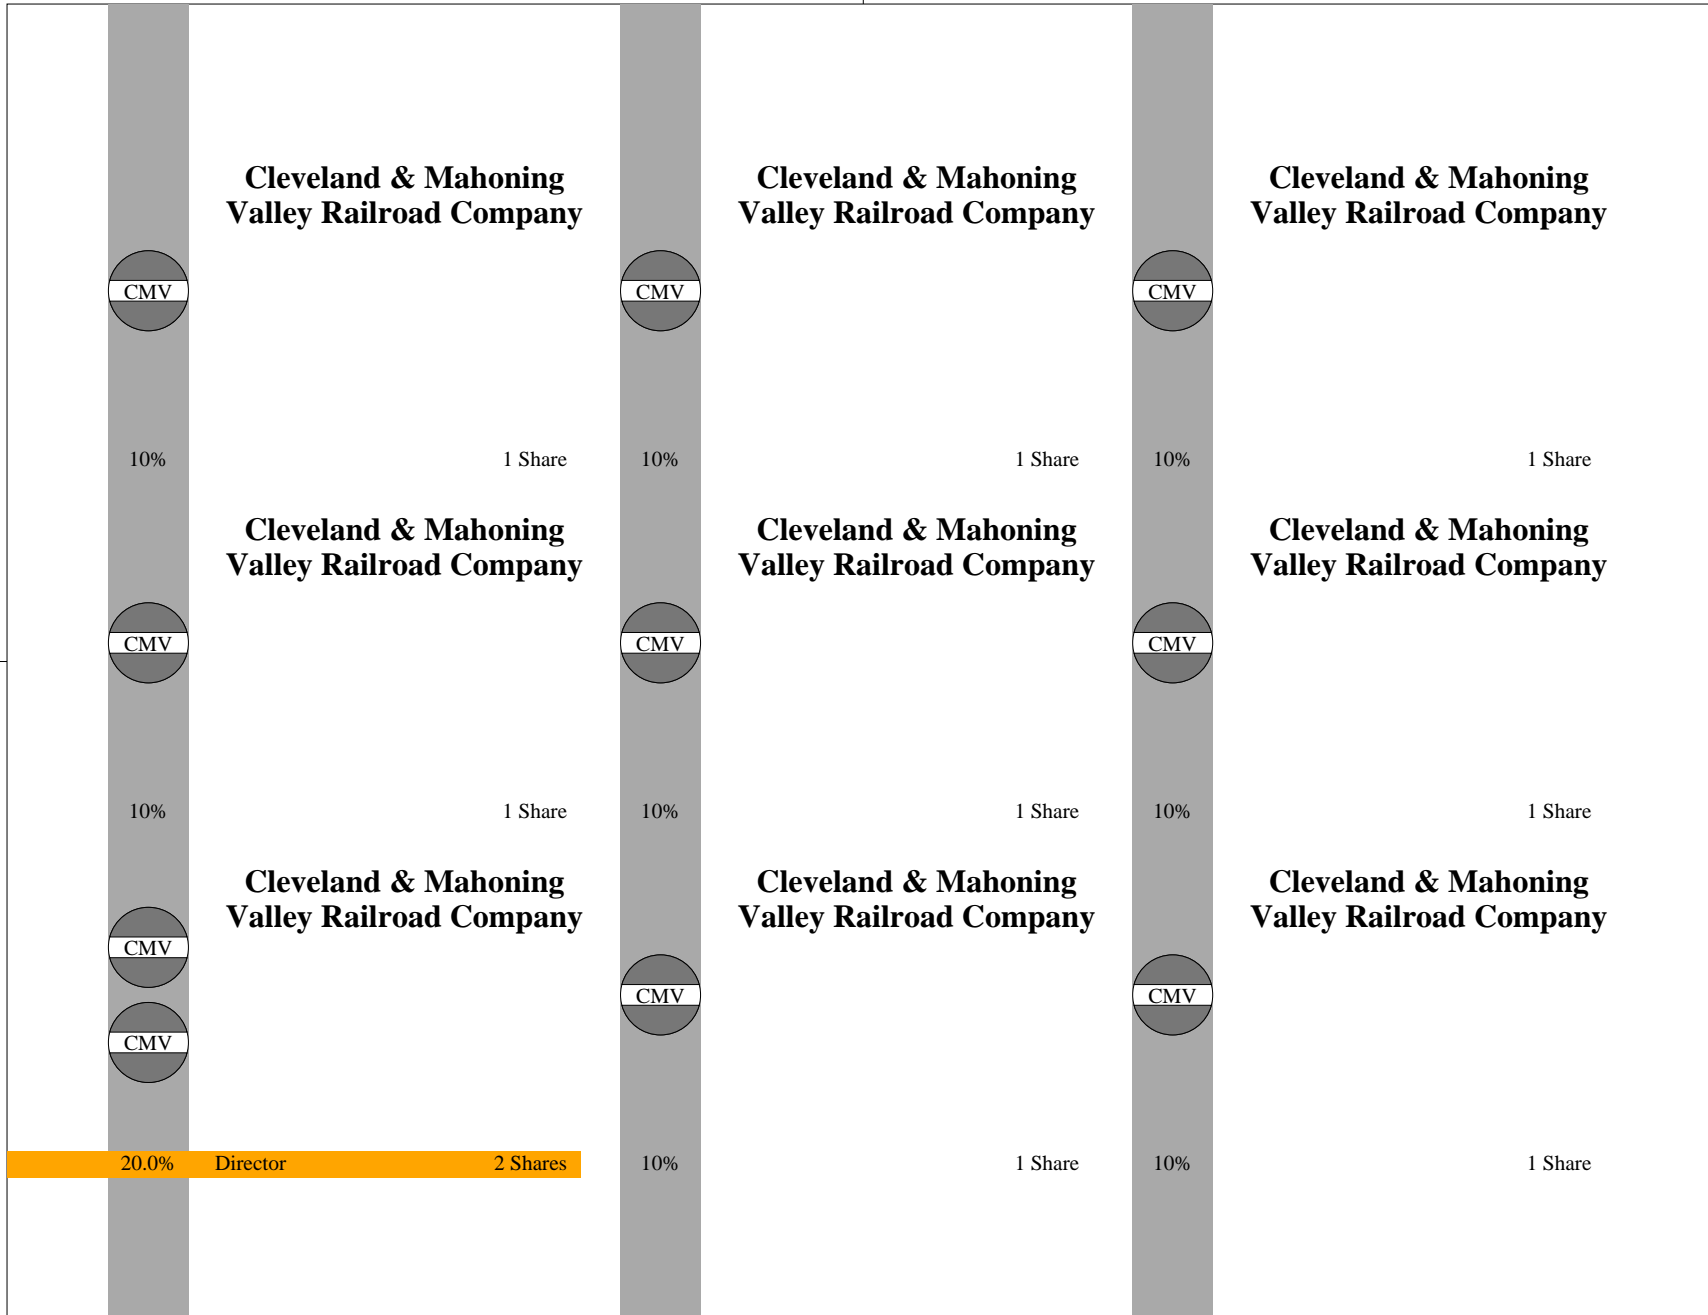 Cleveland & Mahoning
Valley Railroad Company
CMV
10% 1 Share
Cleveland & Mahoning
Valley Railroad Company
CMV
10% 1 Share
Cleveland & Mahoning
Valley Railroad Company
CMV
10% 1 Share
Cleveland & Mahoning
Valley Railroad Company
CMV
10% 1 Share
Cleveland & Mahoning
Valley Railroad Company
CMV
10% 1 Share
Cleveland & Mahoning
Valley Railroad Company
CMV
10% 1 Share
Cleveland & Mahoning
Valley Railroad Company
CMV
CMV
20.0% Director 2 Shares
Cleveland & Mahoning
Valley Railroad Company
CMV
10% 1 Share
Cleveland & Mahoning
Valley Railroad Company
CMV
10% 1 Share